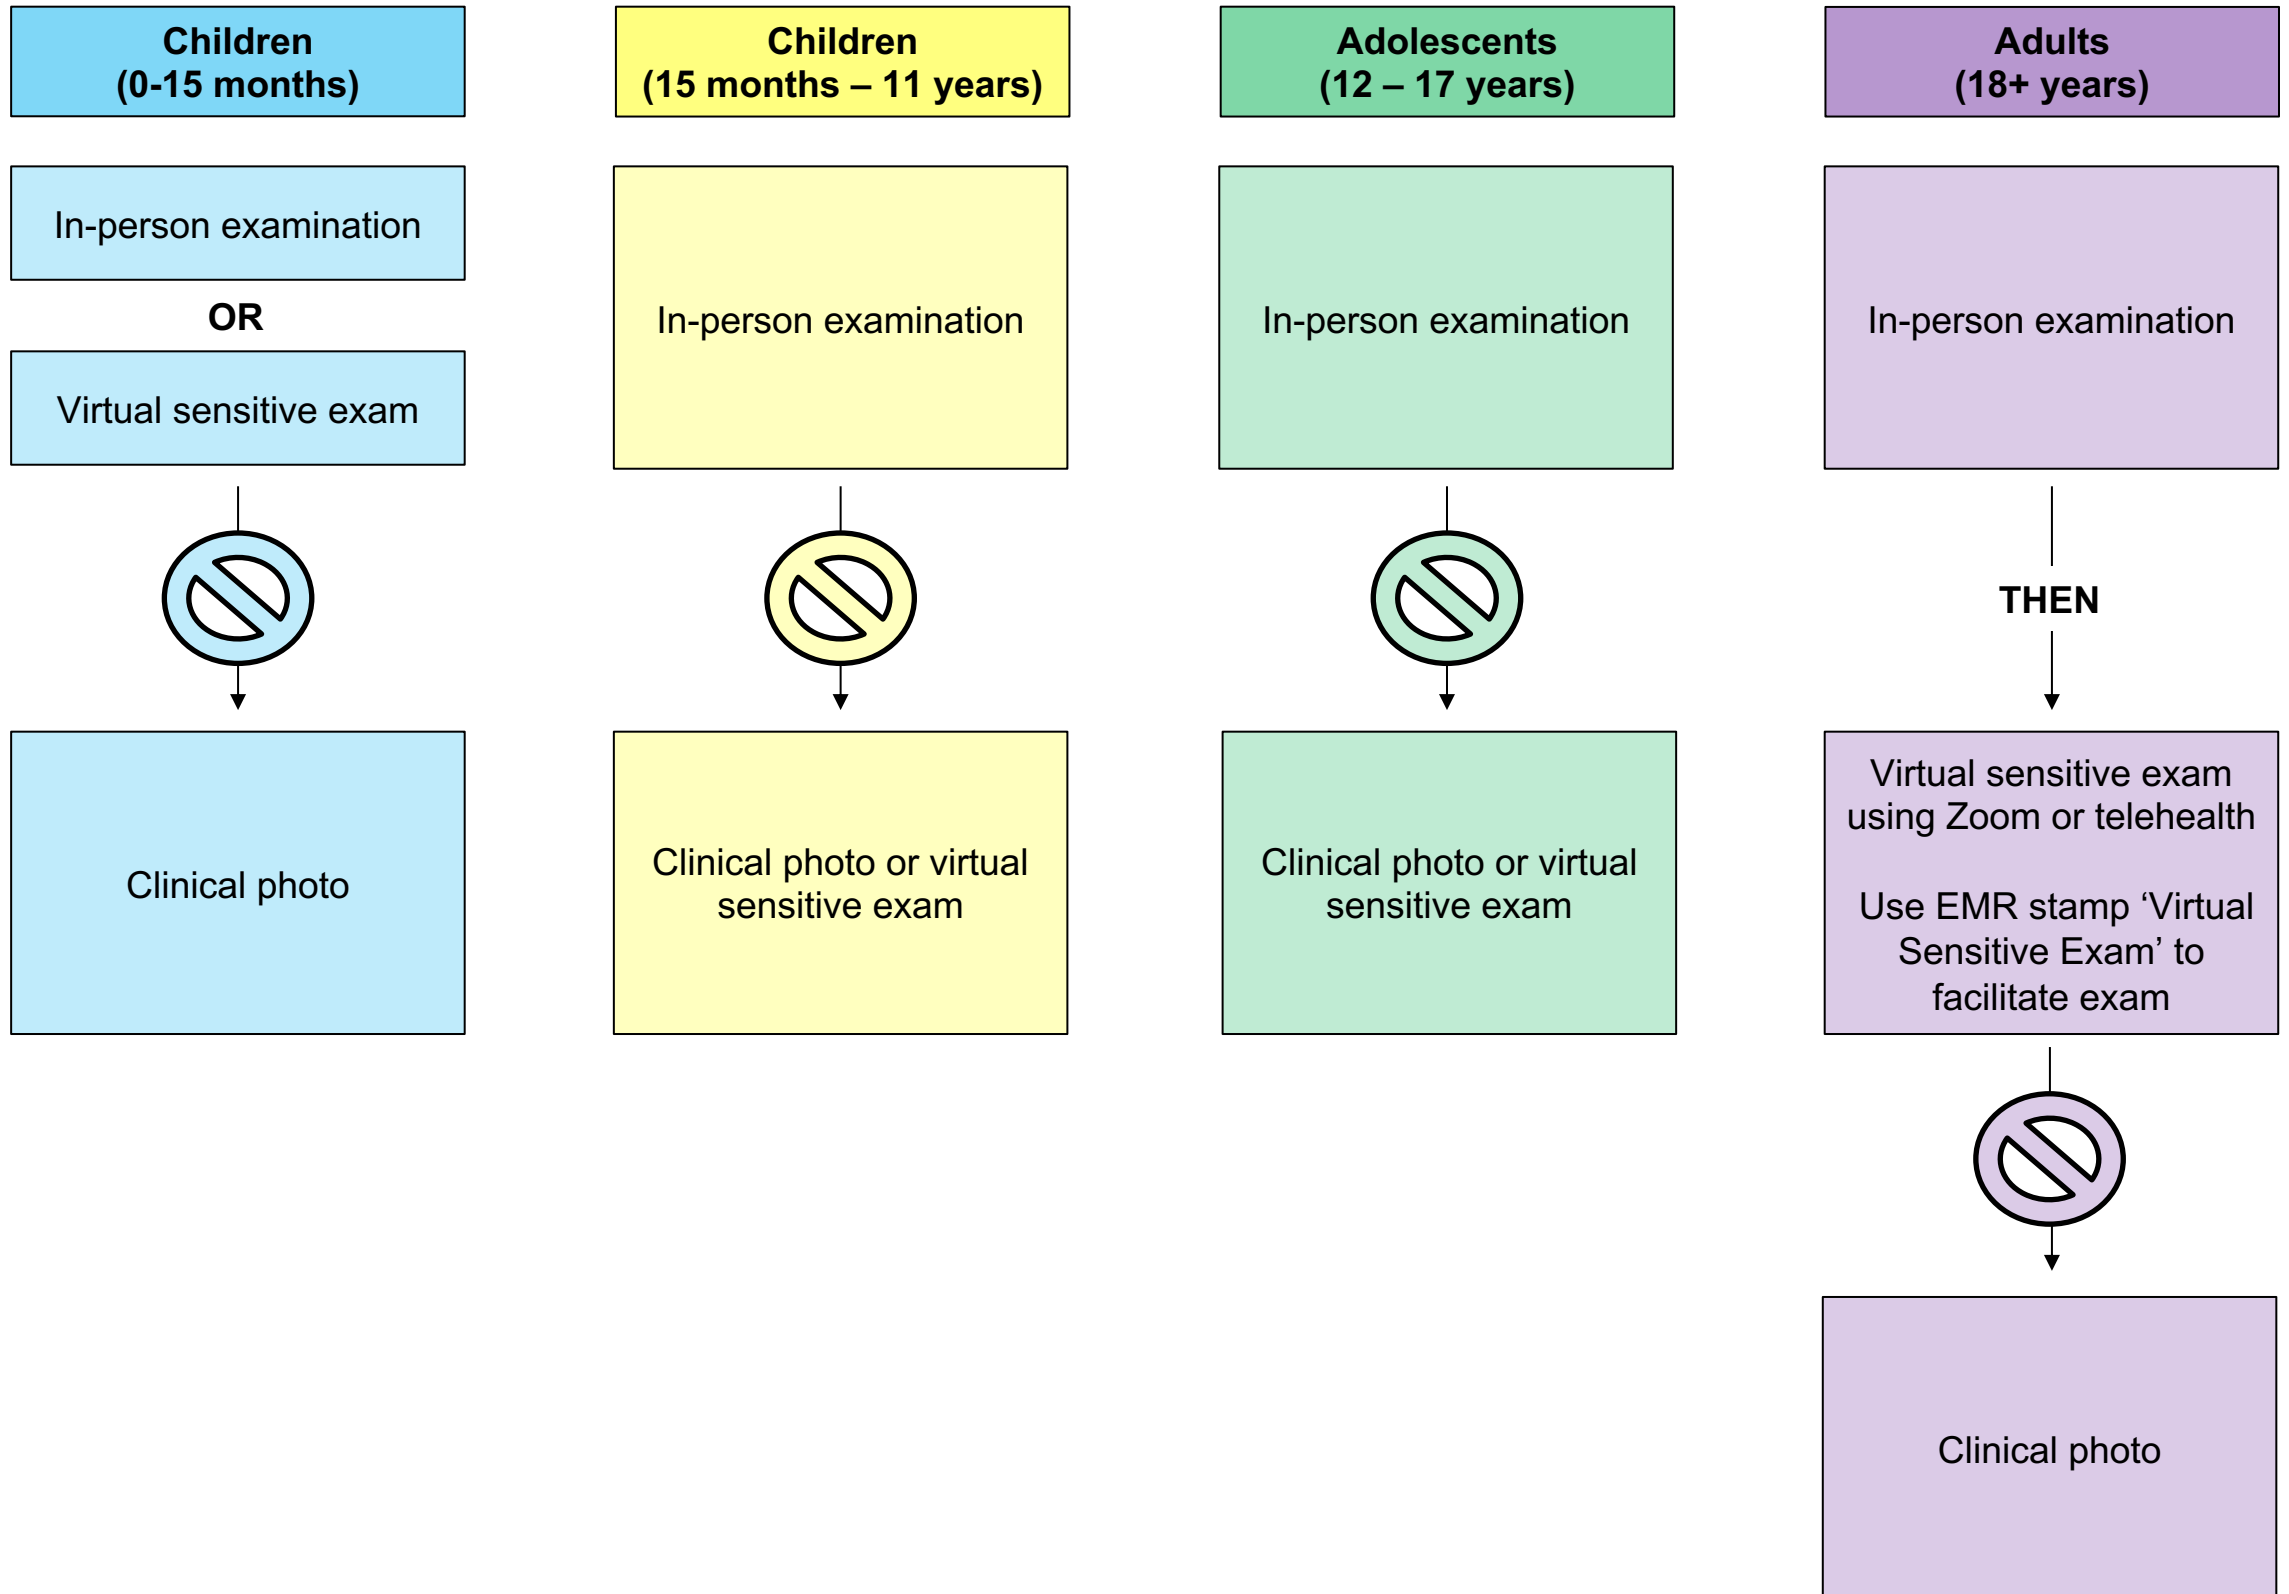 Children
(0-15 months)
In-person examination
OR
Virtual sensitive exam
Clinical photo
Children
(15 months – 11 years)
In-person examination
Clinical photo or virtual
sensitive exam
Adolescents
(12 – 17 years)
In-person examination
Clinical photo or virtual
sensitive exam
Adults
(18+ years)
In-person examination
THEN
Virtual sensitive exam
using Zoom or telehealth
Use EMR stamp ‘Virtual
Sensitive Exam’ to
facilitate exam
Clinical photo